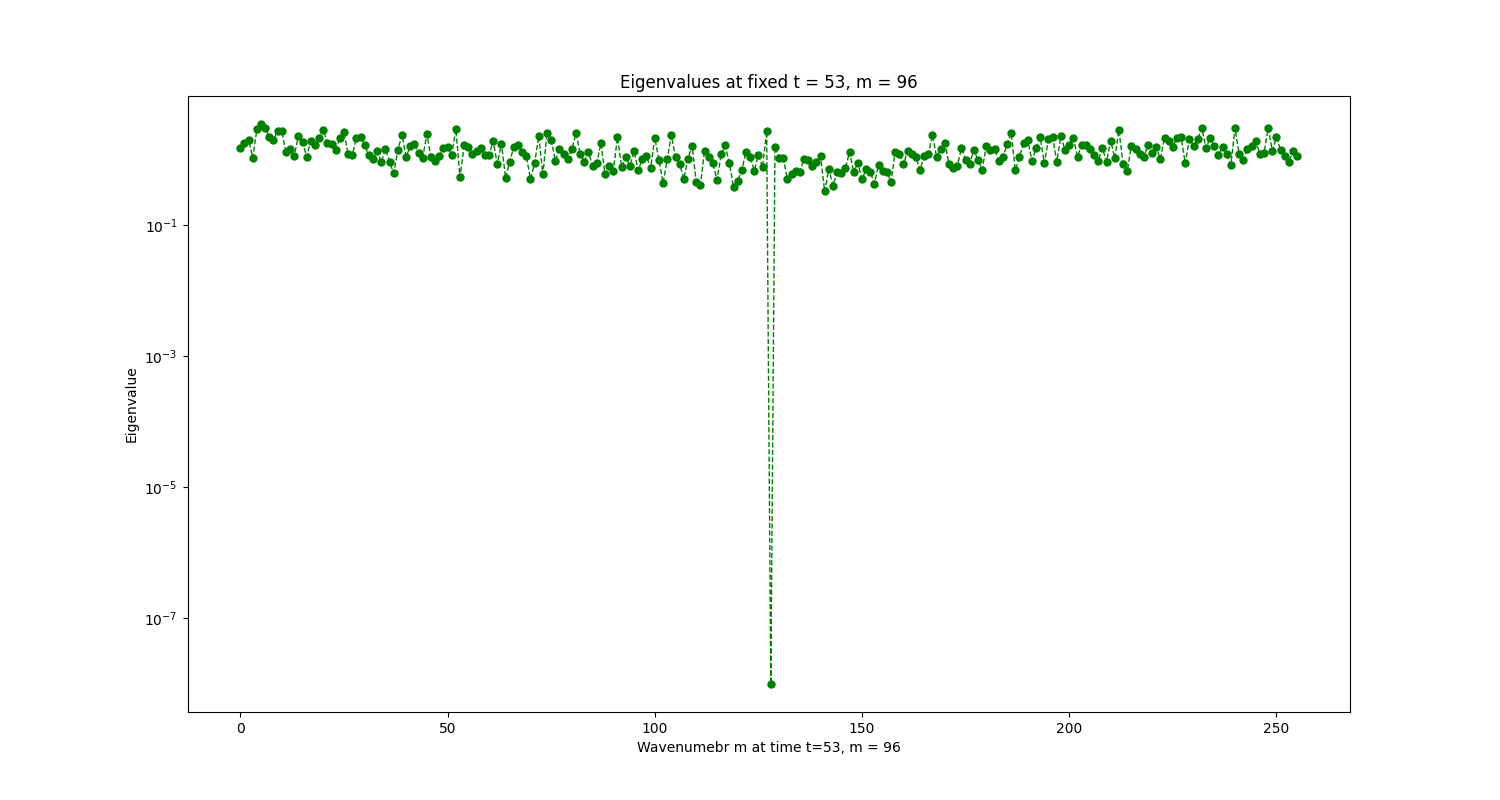 Eigenvalues at fixed t = 53, m = 96
Eigenvalue
10⁻¹
10⁻³
10⁻⁵
10⁻⁷
0 50 100 150 200 250
Wavenumebr m at time t=53, m = 96